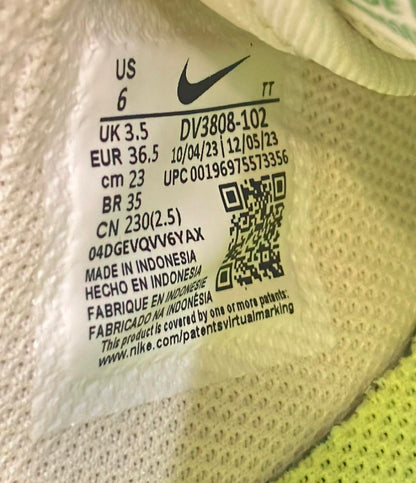 US
6 TT
UK 3.5 DV3808-102
EUR 36.5 10/04/23 | 12/05/23
cm 23 UPC 00196975573356
BR 35
CN 230(2.5)
04DGEVQVV6YAX
MADE IN INDONESIA
HECHO EN INDONESIA
FABRIQUE EN INDONESIE
FABRICADO NA INDONÉSIA
This product is covered by one or more patents:
www.nike.com/patentsvirtualmarking